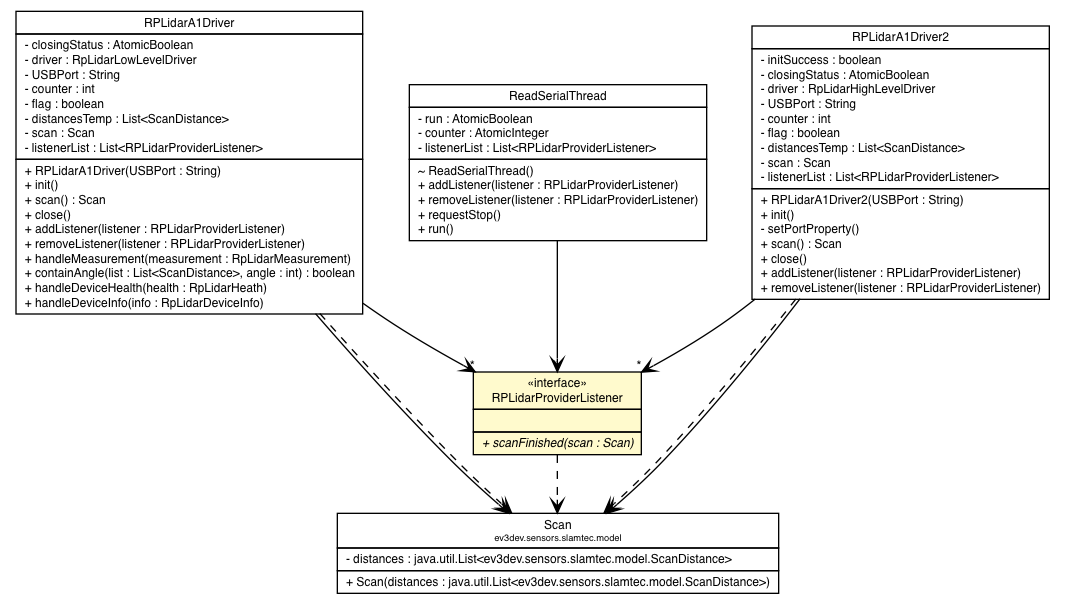 RPLidarA1Driver
- closingStatus : AtomicBoolean
- driver : RpLidarLowLevelDriver
- USBPort : String
- counter : int
- flag : boolean
- distancesTemp : List<ScanDistance>
- scan : Scan
- listenerList : List<RPLidarProviderListener>
+ RPLidarA1Driver(USBPort : String)
+ init()
+ scan() : Scan
+ close()
+ addListener(listener : RPLidarProviderListener)
+ removeListener(listener : RPLidarProviderListener)
+ handleMeasurement(measurement : RpLidarMeasurement)
+ containAngle(list : List<ScanDistance>, angle : int) : boolean
+ handleDeviceHealth(health : RpLidarHeath)
+ handleDeviceInfo(info : RpLidarDeviceInfo)
ReadSerialThread
- run : AtomicBoolean
- counter : AtomicInteger
- listenerList : List<RPLidarProviderListener>
~ ReadSerialThread()
+ addListener(listener : RPLidarProviderListener)
+ removeListener(listener : RPLidarProviderListener)
+ requestStop()
+ run()
RPLidarA1Driver2
- initSuccess : boolean
- closingStatus : AtomicBoolean
- driver : RpLidarHighLevelDriver
- USBPort : String
- counter : int
- flag : boolean
- distancesTemp : List<ScanDistance>
- scan : Scan
- listenerList : List<RPLidarProviderListener>
+ RPLidarA1Driver2(USBPort : String)
+ init()
- setPortProperty()
+ scan() : Scan
+ close()
+ addListener(listener : RPLidarProviderListener)
+ removeListener(listener : RPLidarProviderListener)
*
*
«interface»
RPLidarProviderListener
+ scanFinished(scan : Scan)
Scan
ev3dev.sensors.slamtec.model
- distances : java.util.List<ev3dev.sensors.slamtec.model.ScanDistance>
+ Scan(distances : java.util.List<ev3dev.sensors.slamtec.model.ScanDistance>)